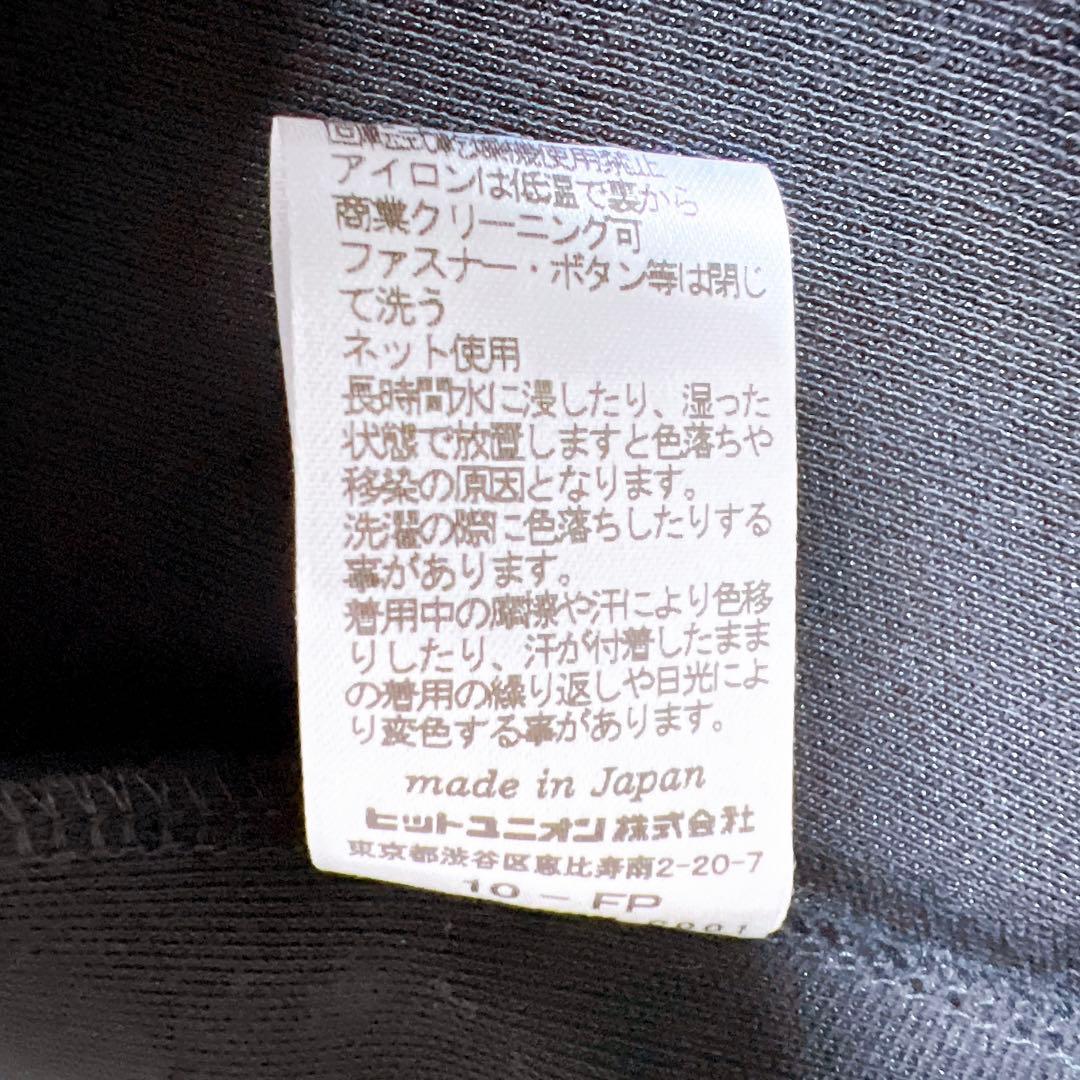 アイロンは低温で裏から
商業クリーニング可
ファスナー・ボタン等は閉じ
て洗う
ネット使用
長時間水に浸したり、湿った
状態で放置しますと色落ちや
移染の原因となります。
洗濯の際に色落ちしたりする
事があります。
着用中の摩擦や汗により色移
りしたり、汗が付着したまま
の着用の繰り返しや日光によ
り変色する事があります。
made in Japan
ヒットユニオン株式会社
東京都渋谷区恵比寿南2-20-7
10 - FP